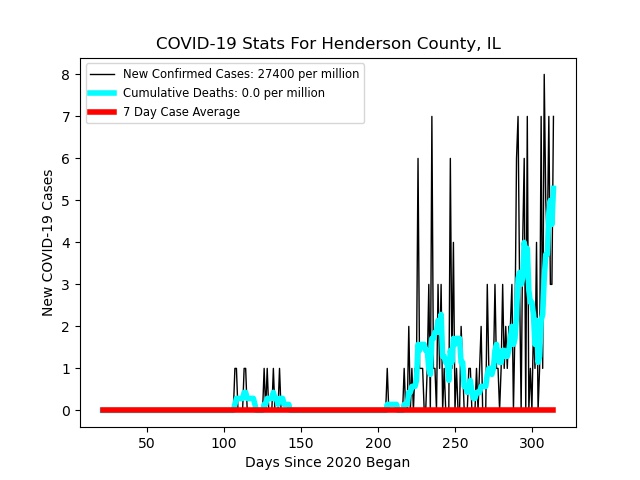 COVID-19 Stats For Henderson County, IL
New Confirmed Cases: 27400 per million
Cumulative Deaths: 0.0 per million
7 Day Case Average
New COVID-19 Cases
8
7
6
5
4
3
2
1
0
50 100 150 200 250 300
Days Since 2020 Began